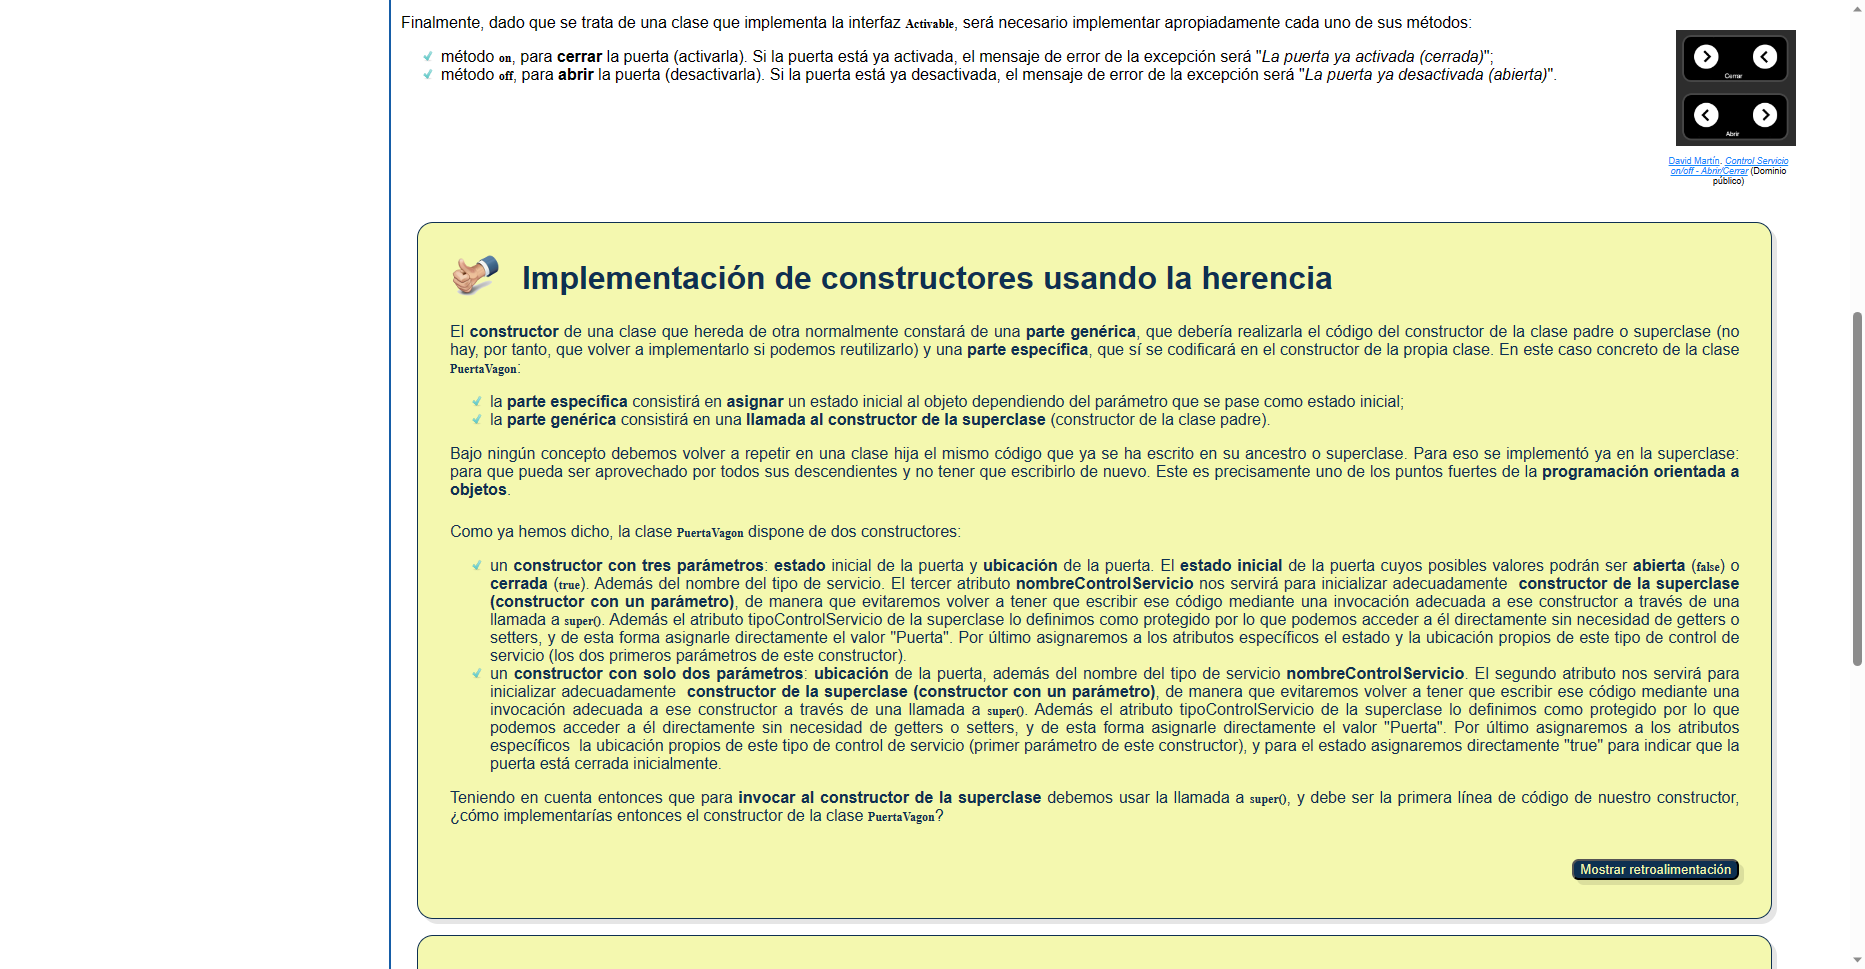 Finalmente, dado que se trata de una clase que implementa la interfaz Activable, será necesario implementar apropiadamente cada uno de sus métodos:
método on, para cerrar la puerta (activarla). Si la puerta está ya activada, el mensaje de error de la excepción será "La puerta ya activada (cerrada)";
método off, para abrir la puerta (desactivarla). Si la puerta está ya desactivada, el mensaje de error de la excepción será "La puerta ya desactivada (abierta)".
Cerrar
Abrir
David Martín. Control Servicio
on/off - Abrir/Cerrar (Dominio
público)
Implementación de constructores usando la herencia
El constructor de una clase que hereda de otra normalmente constará de una parte genérica, que debería realizarla el código del constructor de la clase padre o superclase (no
hay, por tanto, que volver a implementarlo si podemos reutilizarlo) y una parte específica, que sí se codificará en el constructor de la propia clase. En este caso concreto de la clase
PuertaVagon:
la parte específica consistirá en asignar un estado inicial al objeto dependiendo del parámetro que se pase como estado inicial;
la parte genérica consistirá en una llamada al constructor de la superclase (constructor de la clase padre).
Bajo ningún concepto debemos volver a repetir en una clase hija el mismo código que ya se ha escrito en su ancestro o superclase. Para eso se implementó ya en la superclase:
para que pueda ser aprovechado por todos sus descendientes y no tener que escribirlo de nuevo. Este es precisamente uno de los puntos fuertes de la programación orientada a
objetos.
Como ya hemos dicho, la clase PuertaVagon dispone de dos constructores:
un constructor con tres parámetros: estado inicial de la puerta y ubicación de la puerta. El estado inicial de la puerta cuyos posibles valores podrán ser abierta (false) o
cerrada (true). Además del nombre del tipo de servicio. El tercer atributo nombreControlServicio nos servirá para inicializar adecuadamente constructor de la superclase
(constructor con un parámetro), de manera que evitaremos volver a tener que escribir ese código mediante una invocación adecuada a ese constructor a través de una
llamada a super(). Además el atributo tipoControlServicio de la superclase lo definimos como protegido por lo que podemos acceder a él directamente sin necesidad de getters o
setters, y de esta forma asignarle directamente el valor "Puerta". Por último asignaremos a los atributos específicos el estado y la ubicación propios de este tipo de control de
servicio (los dos primeros parámetros de este constructor).
un constructor con solo dos parámetros: ubicación de la puerta, además del nombre del tipo de servicio nombreControlServicio. El segundo atributo nos servirá para
inicializar adecuadamente constructor de la superclase (constructor con un parámetro), de manera que evitaremos volver a tener que escribir ese código mediante una
invocación adecuada a ese constructor a través de una llamada a super(). Además el atributo tipoControlServicio de la superclase lo definimos como protegido por lo que
podemos acceder a él directamente sin necesidad de getters o setters, y de esta forma asignarle directamente el valor "Puerta". Por último asignaremos a los atributos
específicos la ubicación propios de este tipo de control de servicio (primer parámetro de este constructor), y para el estado asignaremos directamente "true" para indicar que la
puerta está cerrada inicialmente.
Teniendo en cuenta entonces que para invocar al constructor de la superclase debemos usar la llamada a super(), y debe ser la primera línea de código de nuestro constructor,
¿cómo implementarías entonces el constructor de la clase PuertaVagon?
Mostrar retroalimentación